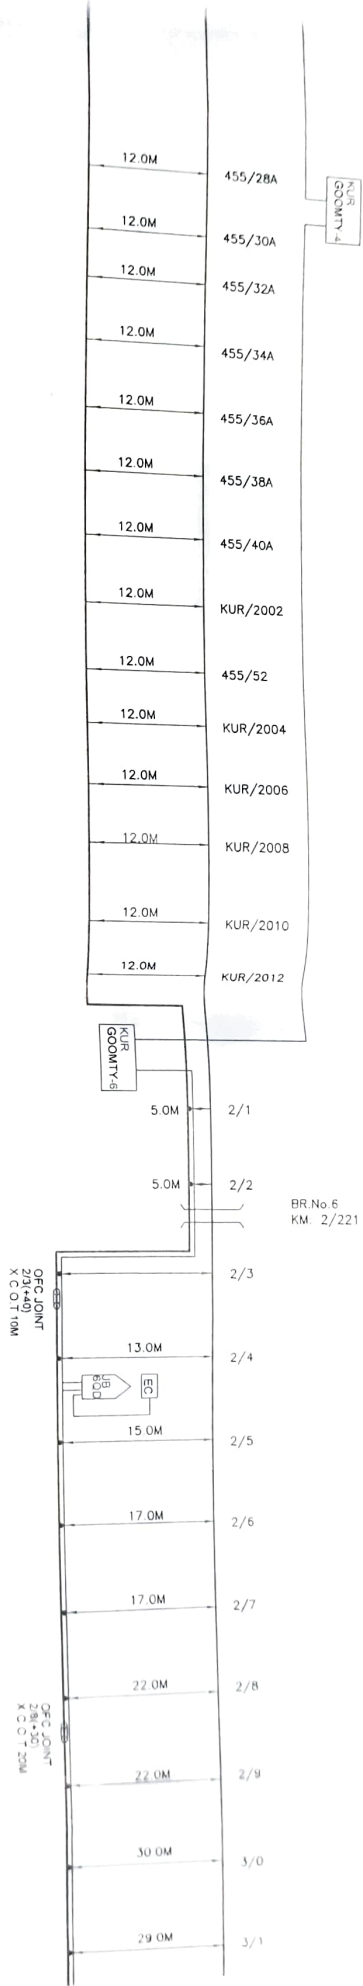 KUR
GOOMTY-4
12.0M
455/28A
12.0M
455/30A
12.0M
455/32A
12.0M
455/34A
12.0M
455/36A
12.0M
455/38A
12.0M
455/40A
12.0M
KUR/2002
12.0M
455/52
12.0M
KUR/2004
12.0M
KUR/2006
12.0M
KUR/2008
12.0M
KUR/2010
12.0M
KUR/2012
KUR
GOOMTY-6
5.0M
2/1
5.0M
2/2
BR.No.6
KM. 2/221
2/3
OFC JOINT
2/3(+40)
X C O.T 10M
13.0M
2/4
EC
JB
6QD
15.0M
2/5
17.0M
2/6
17.0M
2/7
22.0M
2/8
OFC JOINT
2/8(+30)
X C O T 20M
22.0M
2/9
30.0M
3/0
29.0M
3/1